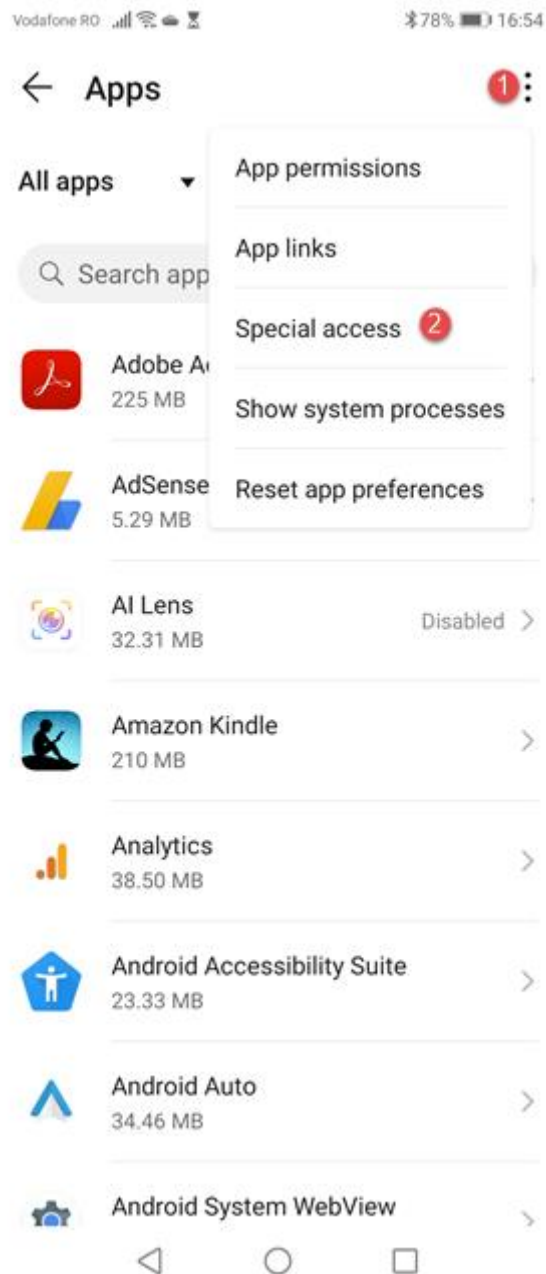 Vodafone RO 78% 16:54
Apps 1
All apps
App permissions
App links
Search app
Special access 2
Adobe A
225 MB
Show system processes
AdSense
5.29 MB
Reset app preferences
AI Lens
32.31 MB
Disabled
Amazon Kindle
210 MB
Analytics
38.50 MB
Android Accessibility Suite
23.33 MB
Android Auto
34.46 MB
Android System WebView